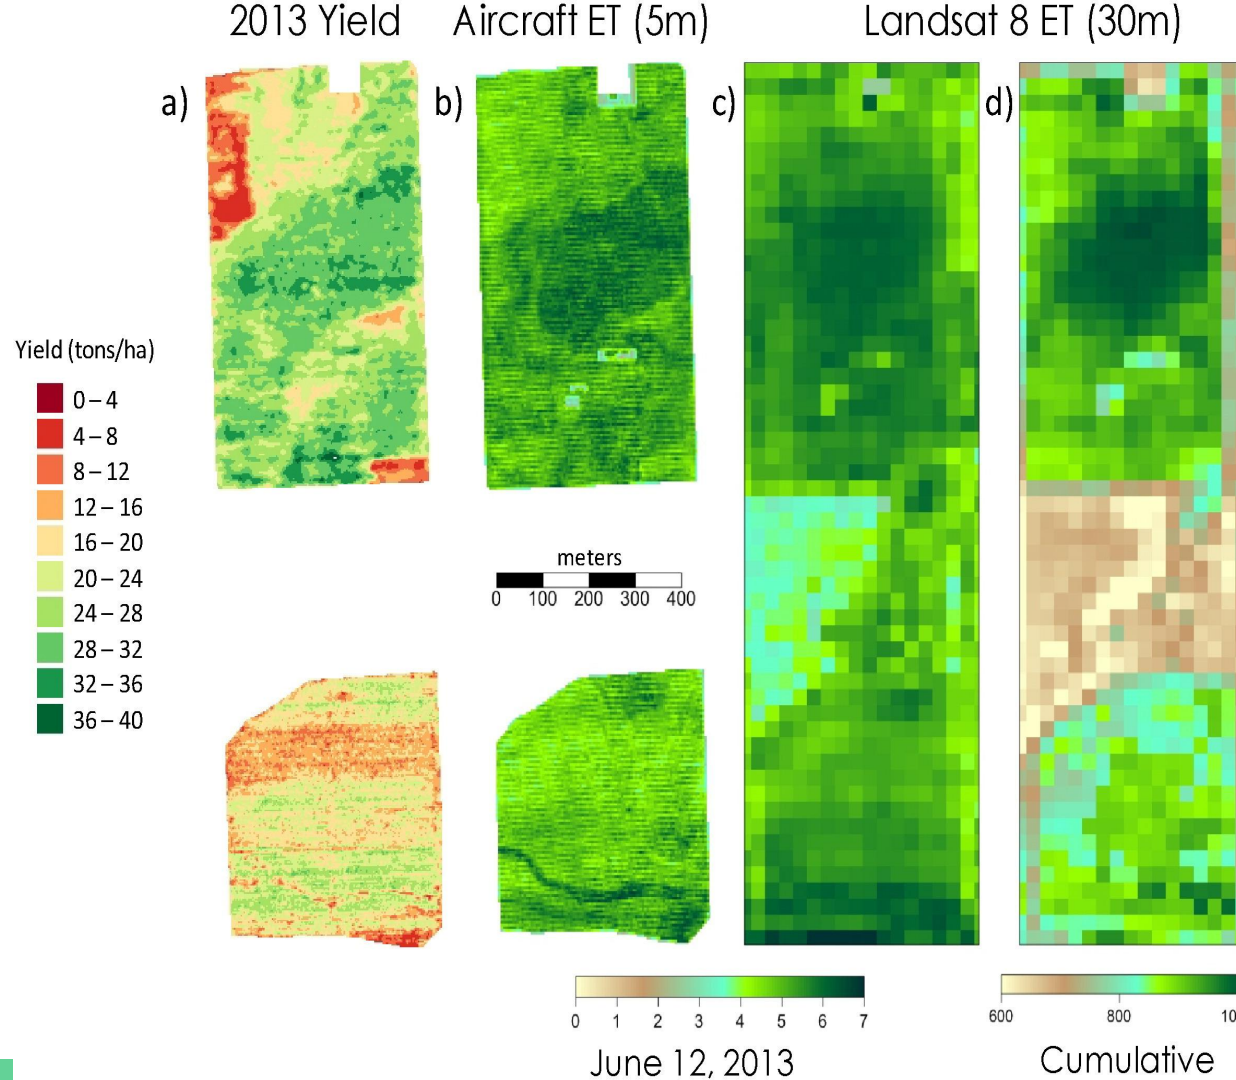 2013 Yield
Aircraft ET (5m)
Landsat 8 ET (30m)
a)
b)
c)
d)
Yield (tons/ha)
0 – 4
4 – 8
8 – 12
12 – 16
16 – 20
20 – 24
24 – 28
28 – 32
32 – 36
36 – 40
meters
0 100 200 300 400
0 1 2 3 4 5 6 7
June 12, 2013
600 800 10
Cumulative